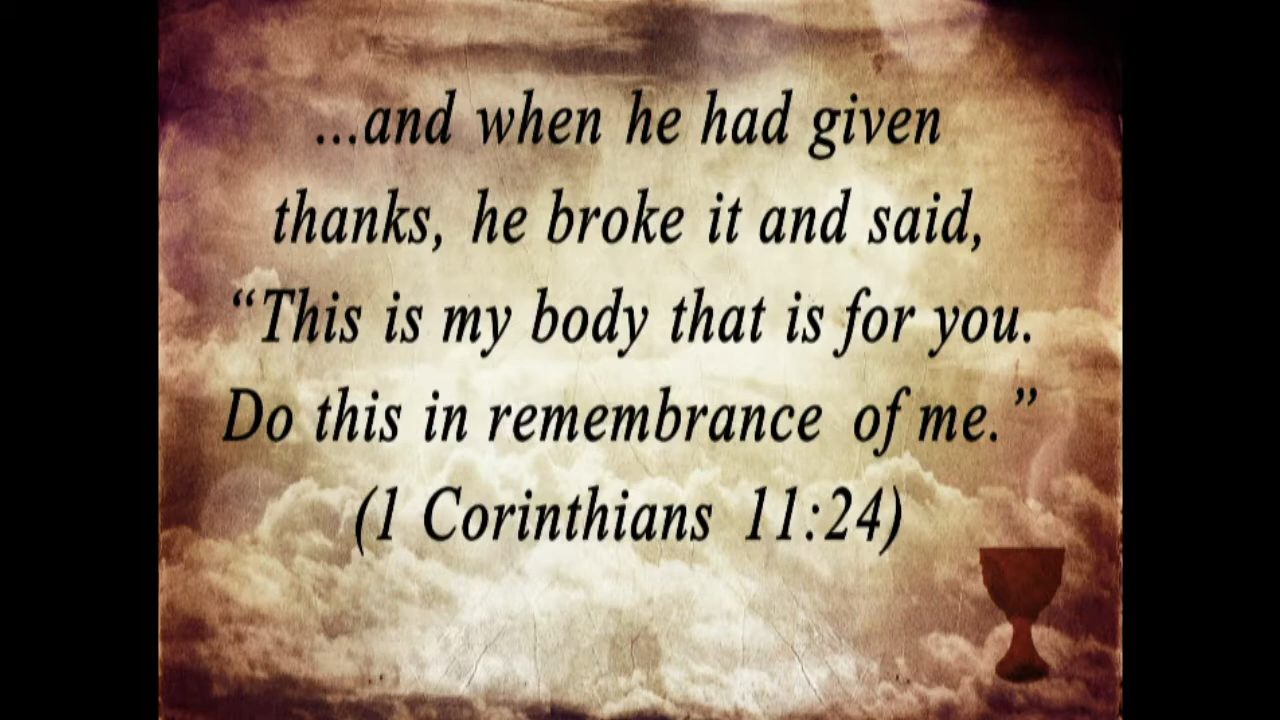 ...and when he had given
thanks, he broke it and said,
“This is my body that is for you.
Do this in remembrance of me.”
(1 Corinthians 11:24)